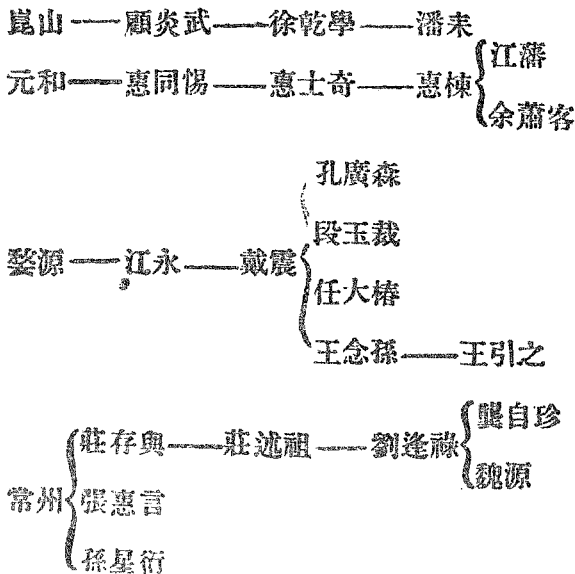 崑山——顧炎武——徐乾學——潘耒
元和——惠同惕——惠士奇——惠棟
江藩
余蕭客
婺源——江永——戴震
孔廣森
段玉裁
任大椿
王念孫——王引之
常州
莊存與——莊述祖——劉逢祿
龔自珍
魏源
張惠言
孫星衍